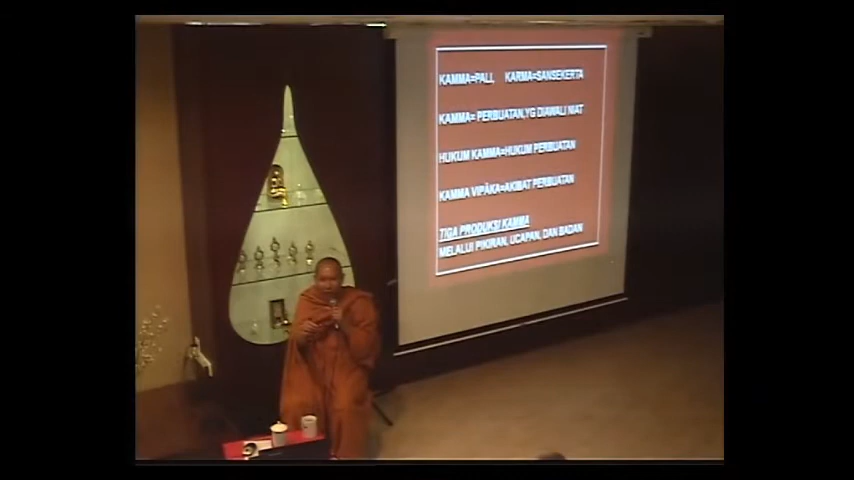 KAMMA=PALI, KARMA=SANSEKERTA
KAMMA= PERBUATAN,YG DIAWALI NIAT
HUKUM KAMMA=HUKUM PERBUATAN
KAMMA VIPĀKA=AKIBAT PERBUATAN
TIGA PRODUKSI KAMMA
MELALUI PIKIRAN, UCAPAN, DAN BADAN